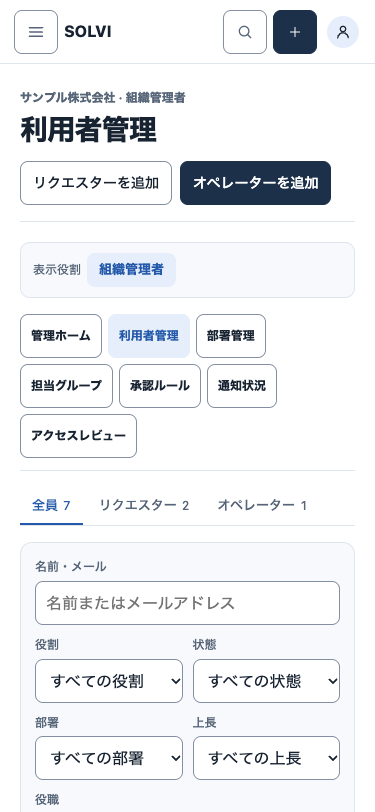 SOLVI
サンプル株式会社 · 組織管理者
利用者管理
リクエスターを追加 オペレーターを追加
表示役割 組織管理者
管理ホーム 利用者管理 部署管理
担当グループ 承認ルール 通知状況
アクセスレビュー
全員 7 リクエスター 2 オペレーター 1
名前・メール
名前またはメールアドレス
役割 状態
すべての役割 すべての状態
部署 上長
すべての部署 すべての上長
役職